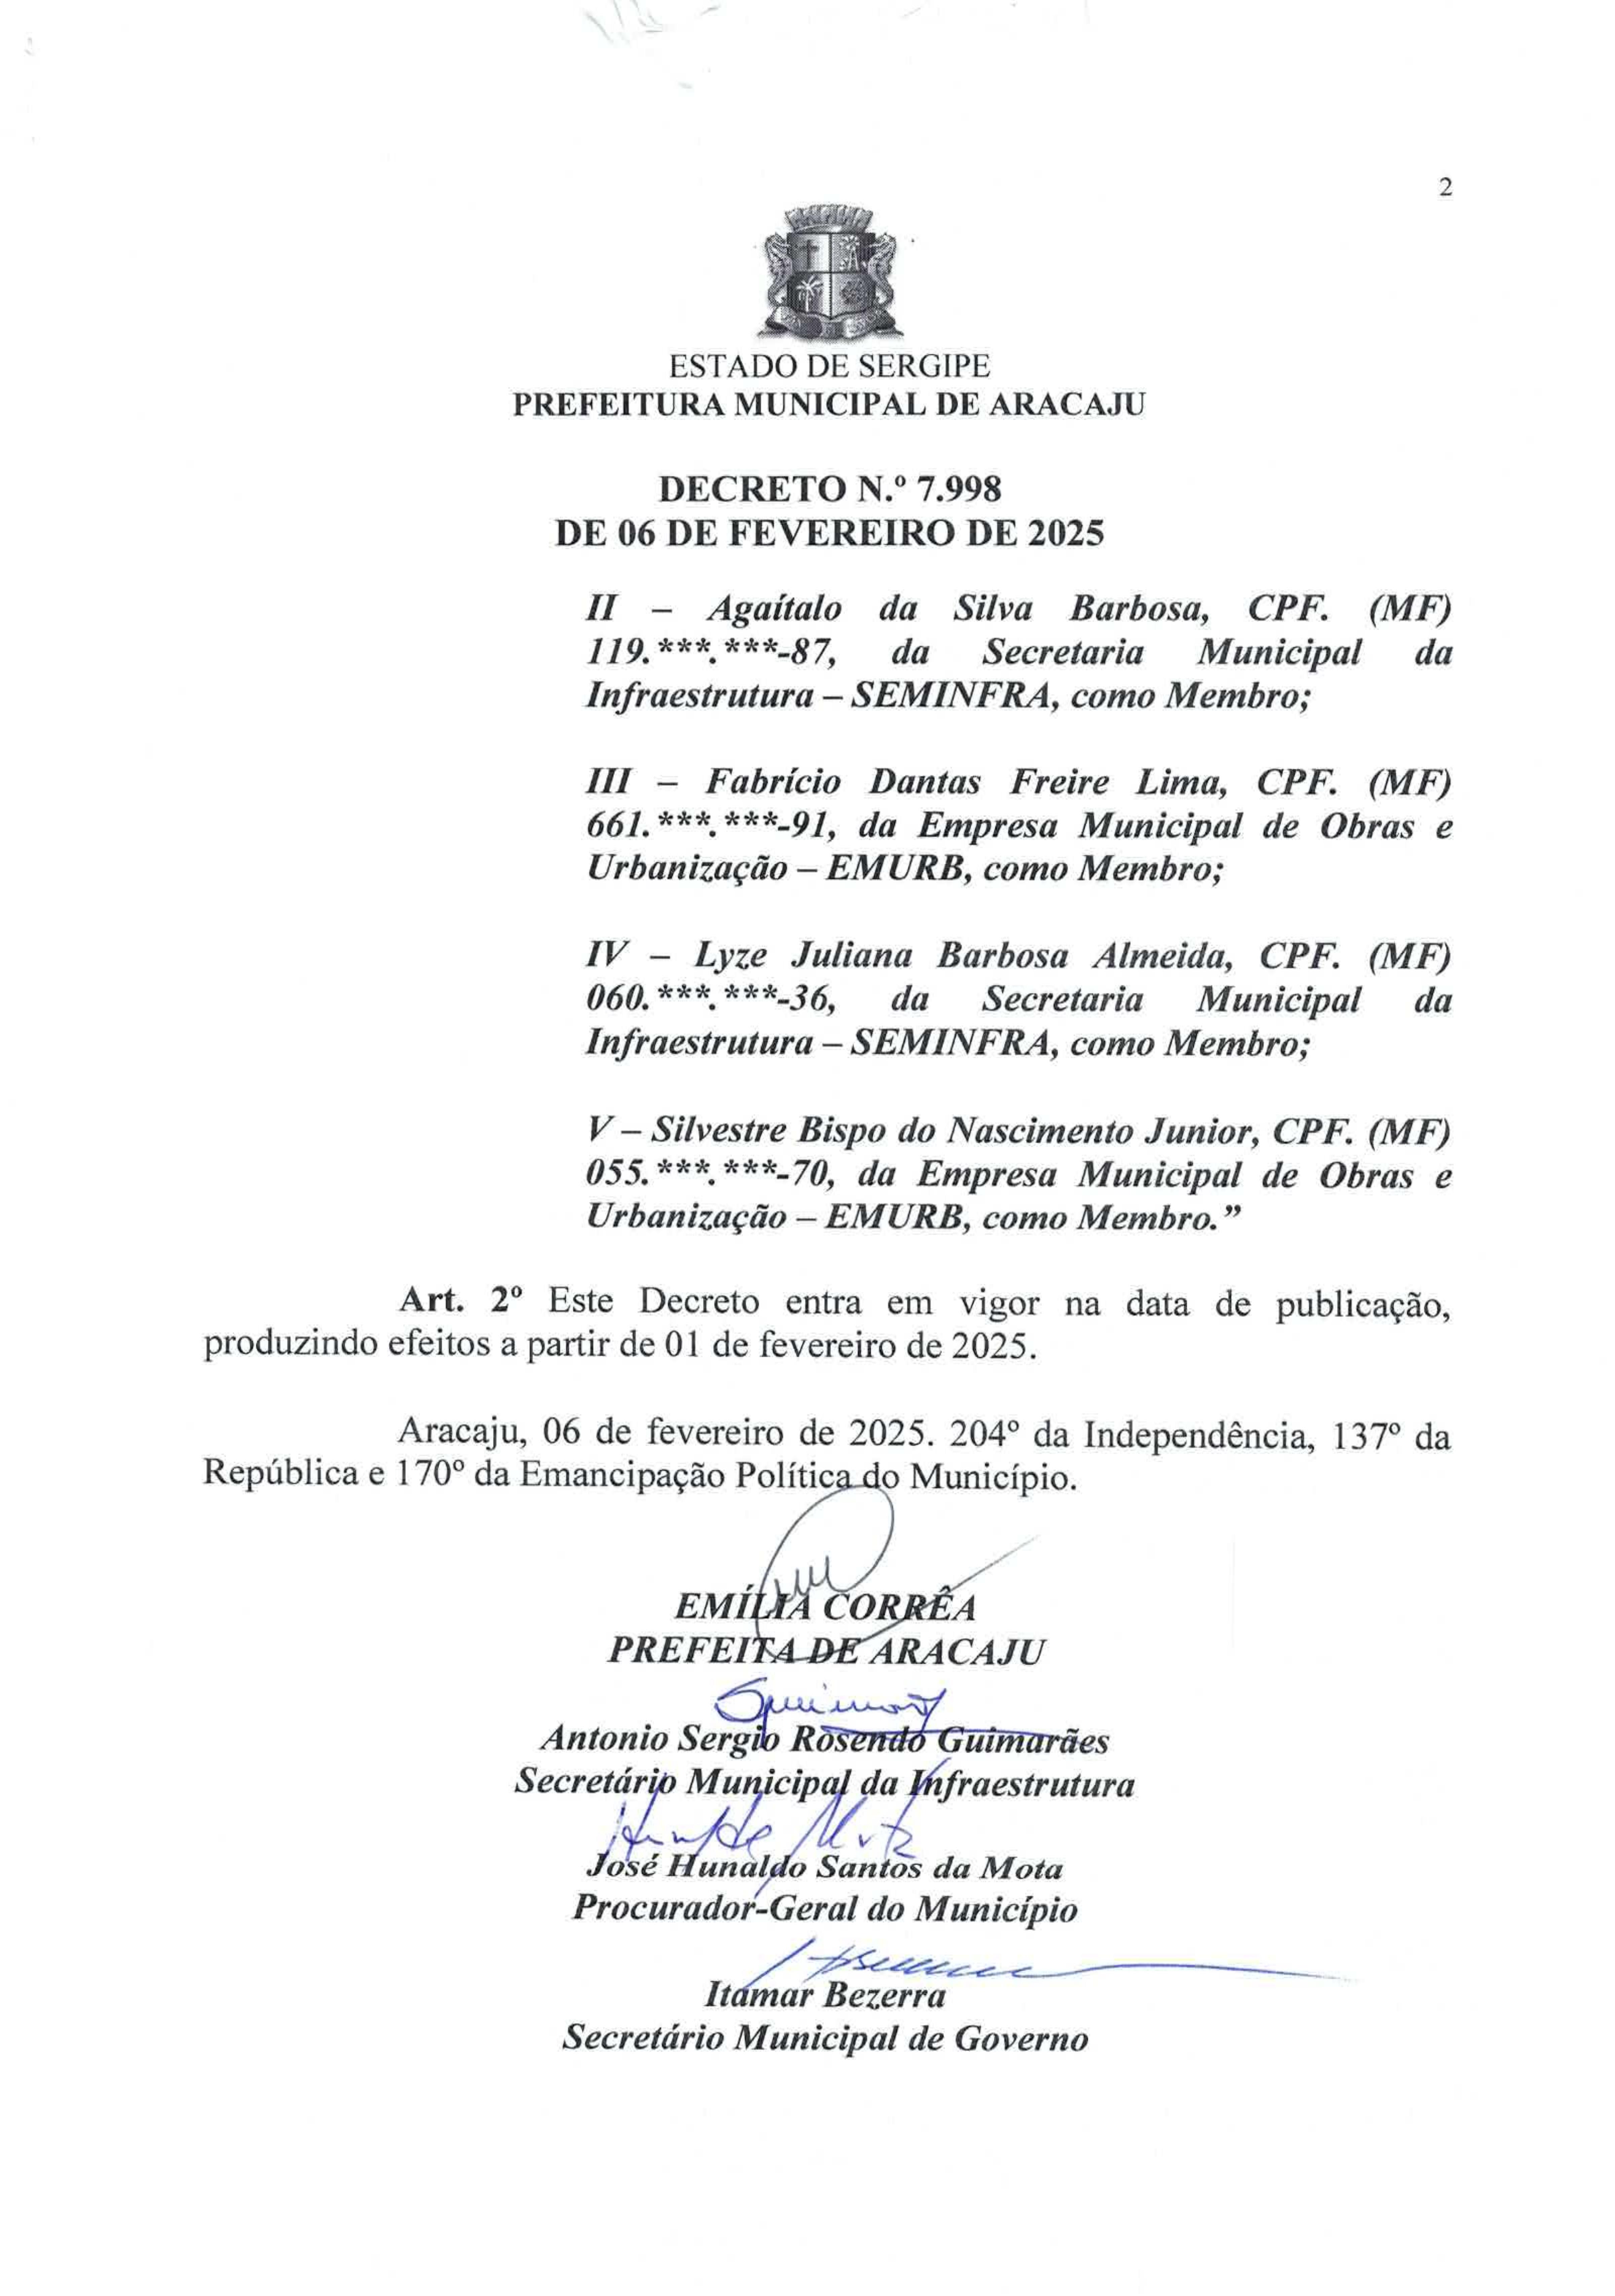 2
ESTADO DE SERGIPE
PREFEITURA MUNICIPAL DE ARACAJU
DECRETO N.º 7.998
DE 06 DE FEVEREIRO DE 2025
II – Agaítalo da Silva Barbosa, CPF. (MF)
119.***.***-87, da Secretaria Municipal da
Infraestrutura – SEMINFRA, como Membro;
III – Fabrício Dantas Freire Lima, CPF. (MF)
661.***.***-91, da Empresa Municipal de Obras e
Urbanização – EMURB, como Membro;
IV – Lyze Juliana Barbosa Almeida, CPF. (MF)
060.***.***-36, da Secretaria Municipal da
Infraestrutura – SEMINFRA, como Membro;
V – Silvestre Bispo do Nascimento Junior, CPF. (MF)
055.***.***-70, da Empresa Municipal de Obras e
Urbanização – EMURB, como Membro.”
Art. 2º Este Decreto entra em vigor na data de publicação,
produzindo efeitos a partir de 01 de fevereiro de 2025.
Aracaju, 06 de fevereiro de 2025. 204º da Independência, 137º da
República e 170º da Emancipação Política do Município.
EMÍLIA CORRÊA
PREFEITA DE ARACAJU
Antonio Sergio Rosendo Guimarães
Secretário Municipal da Infraestrutura
José Hunaldo Santos da Mota
Procurador-Geral do Município
Itamar Bezerra
Secretário Municipal de Governo